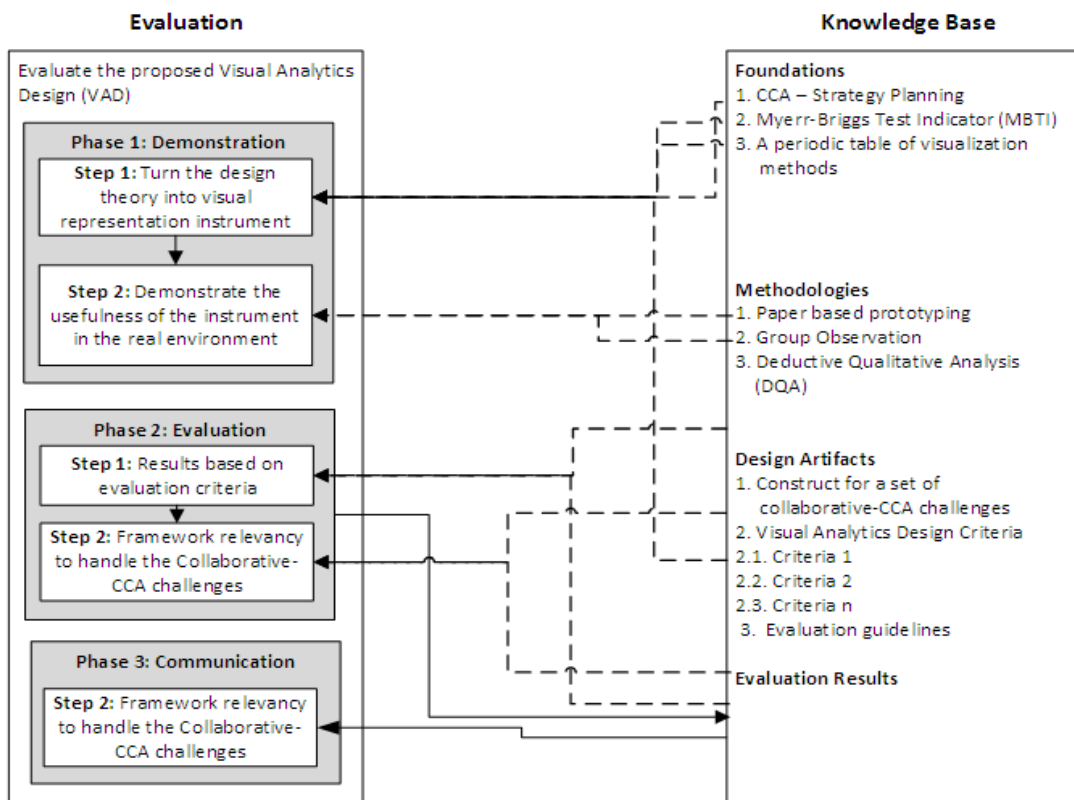 Evaluation
Evaluate the proposed Visual Analytics
Design (VAD)
Phase 1: Demonstration
Step 1: Turn the design
theory into visual
representation instrument
Step 2: Demonstrate the
usefulness of the instrument
in the real environment
Phase 2: Evaluation
Step 1: Results based on
evaluation criteria
Step 2: Framework relevancy
to handle the Collaborative-
CCA challenges
Phase 3: Communication
Step 2: Framework relevancy
to handle the Collaborative-
CCA challenges
Knowledge Base
Foundations
1. CCA – Strategy Planning
2. Myerr-Briggs Test Indicator (MBTI)
3. A periodic table of visualization
methods
Methodologies
1. Paper based prototyping
2. Group Observation
3. Deductive Qualitative Analysis
(DQA)
Design Artifacts
1. Construct for a set of
collaborative-CCA challenges
2. Visual Analytics Design Criteria
2.1. Criteria 1
2.2. Criteria 2
2.3. Criteria n
3. Evaluation guidelines
Evaluation Results